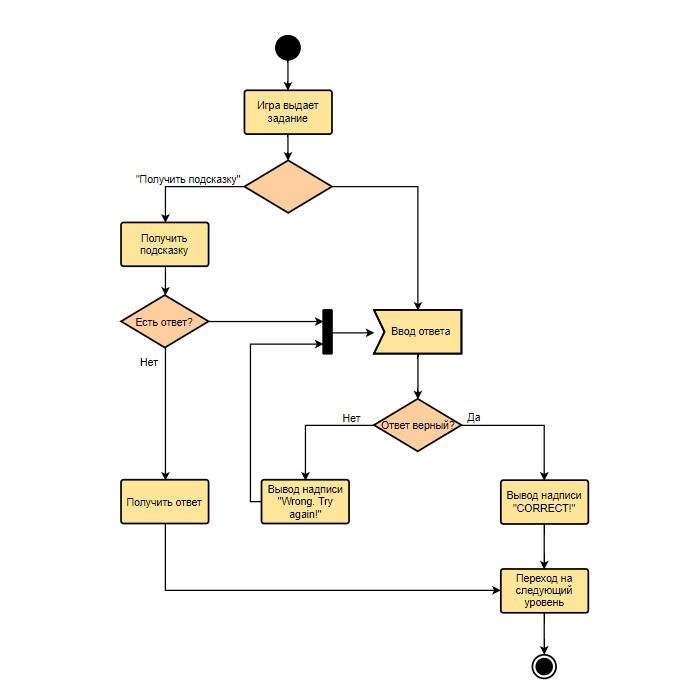 Игра выдает
задание
"Получить подсказку"
Получить
подсказку
Есть ответ?
Ввод ответа
Нет
Нет
Ответ верный?
Да
Получить ответ
Вывод надписи
"Wrong. Try
again!"
Вывод надписи
"CORRECT!"
Переход на
следующий
уровень